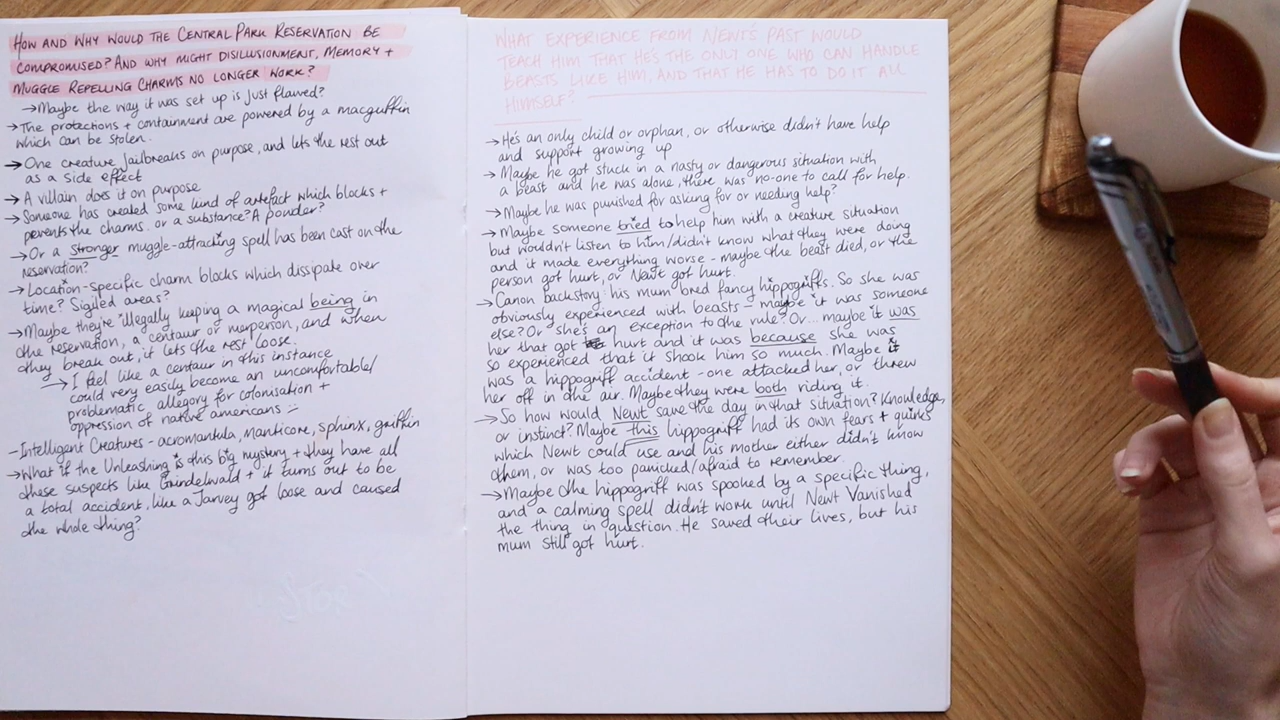 HOW AND WHY WOULD THE CENTRAL PARK RESERVATION BE
COMPROMISED? AND WHY MIGHT DISILLUSIONMENT, MEMORY +
MUGGLE REPELLING CHARMS NO LONGER WORK?
→ Maybe the way it was set up is just flawed?
→ The protections + containment are powered by a macguffin
which can be stolen.
→ One creature jailbreaks on purpose, and lets the rest out
as a side effect
→ A villain does it on purpose
→ Someone has created some kind of artefact which blocks +
pevents the charms. or a substance? A powder?
→ Or a stronger muggle-attracting spell has been cast on the
reservation?
→ Location-specific charm blocks which dissipate over
time? Sigiled areas?
→ Maybe they're illegally keeping a magical being in
the reservation, a centaur or merperson, and when
they break out, it lets the rest loose.
→ I feel like a centaur in this instance
could very easily become an uncomfortable/
problematic allegory for colonisation +
oppression of native americans
- Intelligent Creatures - acromantula, manticore, sphinx, griffin
→ What if the Unleashing is this big mystery + they have all
these suspects like Grindelwald + it turns out to be
a total accident, like a Jarvey got loose and caused
the whole thing?
WHAT EXPERIENCE FROM NEWT'S PAST WOULD
TEACH HIM THAT HE'S THE ONLY ONE WHO CAN HANDLE
BEASTS LIKE HIM, AND THAT HE HAS TO DO IT ALL
HIMSELF?
→ He's an only child or orphan, or otherwise didn't have help
and support growing up
→ Maybe he got stuck in a nasty or dangerous situation with
a beast and he was alone, there was no-one to call for help.
→ Maybe he was punished for asking for or needing help?
→ Maybe someone tried to help him with a creature situation
but wouldn't listen to him/didn't know what they were doing
and it made everything worse - maybe the beast died, or the
person got hurt, or Newt got hurt.
→ Canon backstory: his mum bred fancy hippogriffs. So she was
obviously experienced with beasts - maybe it was someone
else? Or she's an exception to the rule? Or... maybe it was
her that got hurt and it was because she was
so experienced that it shook him so much. Maybe it
was a hippogriff accident - one attacked her, or threw
her off in the air. Maybe they were both riding it.
→ So how would Newt save the day in that situation? Knowledge,
or instinct? Maybe this hippogriff had its own fears + quirks
which Newt could use and his mother either didn't know
them, or was too panicked/afraid to remember.
→ Maybe the hippogriff was spooked by a specific thing,
and a calming spell didn't work until Newt Vanished
the thing in question. He saved their lives, but his
mum still got hurt.